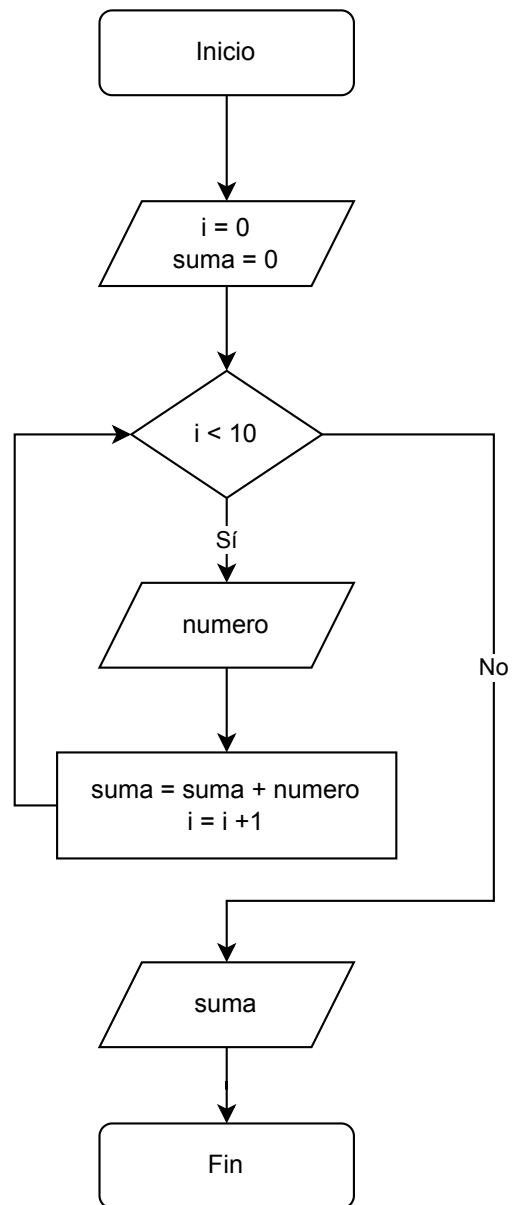 Inicio
i = 0
suma = 0
i < 10
Sí
numero
No
suma = suma + numero
i = i +1
suma
Fin